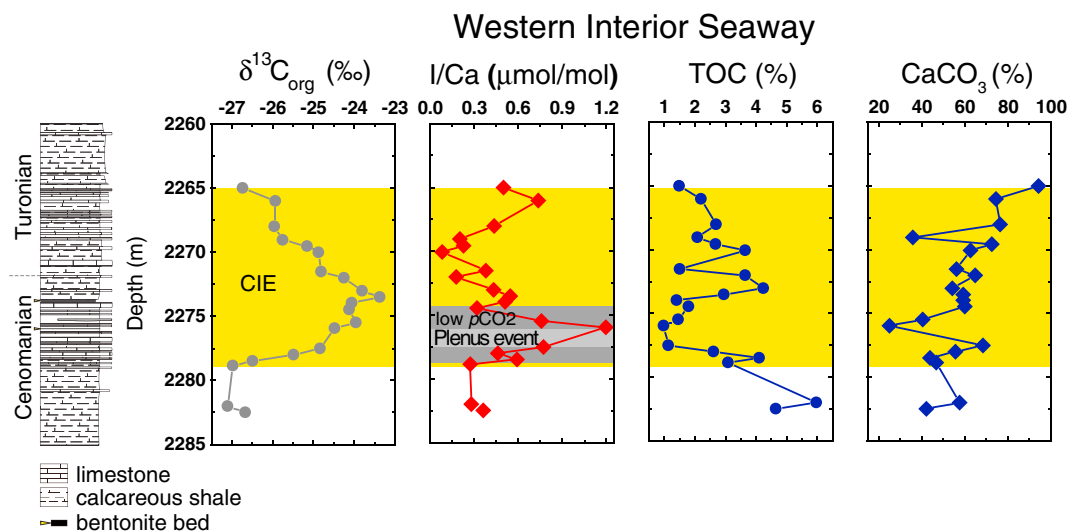 Western Interior Seaway
δ13Corg (‰)
I/Ca (μmol/mol)
TOC (%)
CaCO3 (%)
-27 -26 -25 -24 -23
0.0 0.3 0.6 0.9 1.2
1 2 3 4 5 6
20 40 60 80 100
Turonian
Cenomanian
Depth (m)
2260
2265
2270
2275
2280
2285
CIE
low pCO2
Plenus event
limestone
calcareous shale
bentonite bed